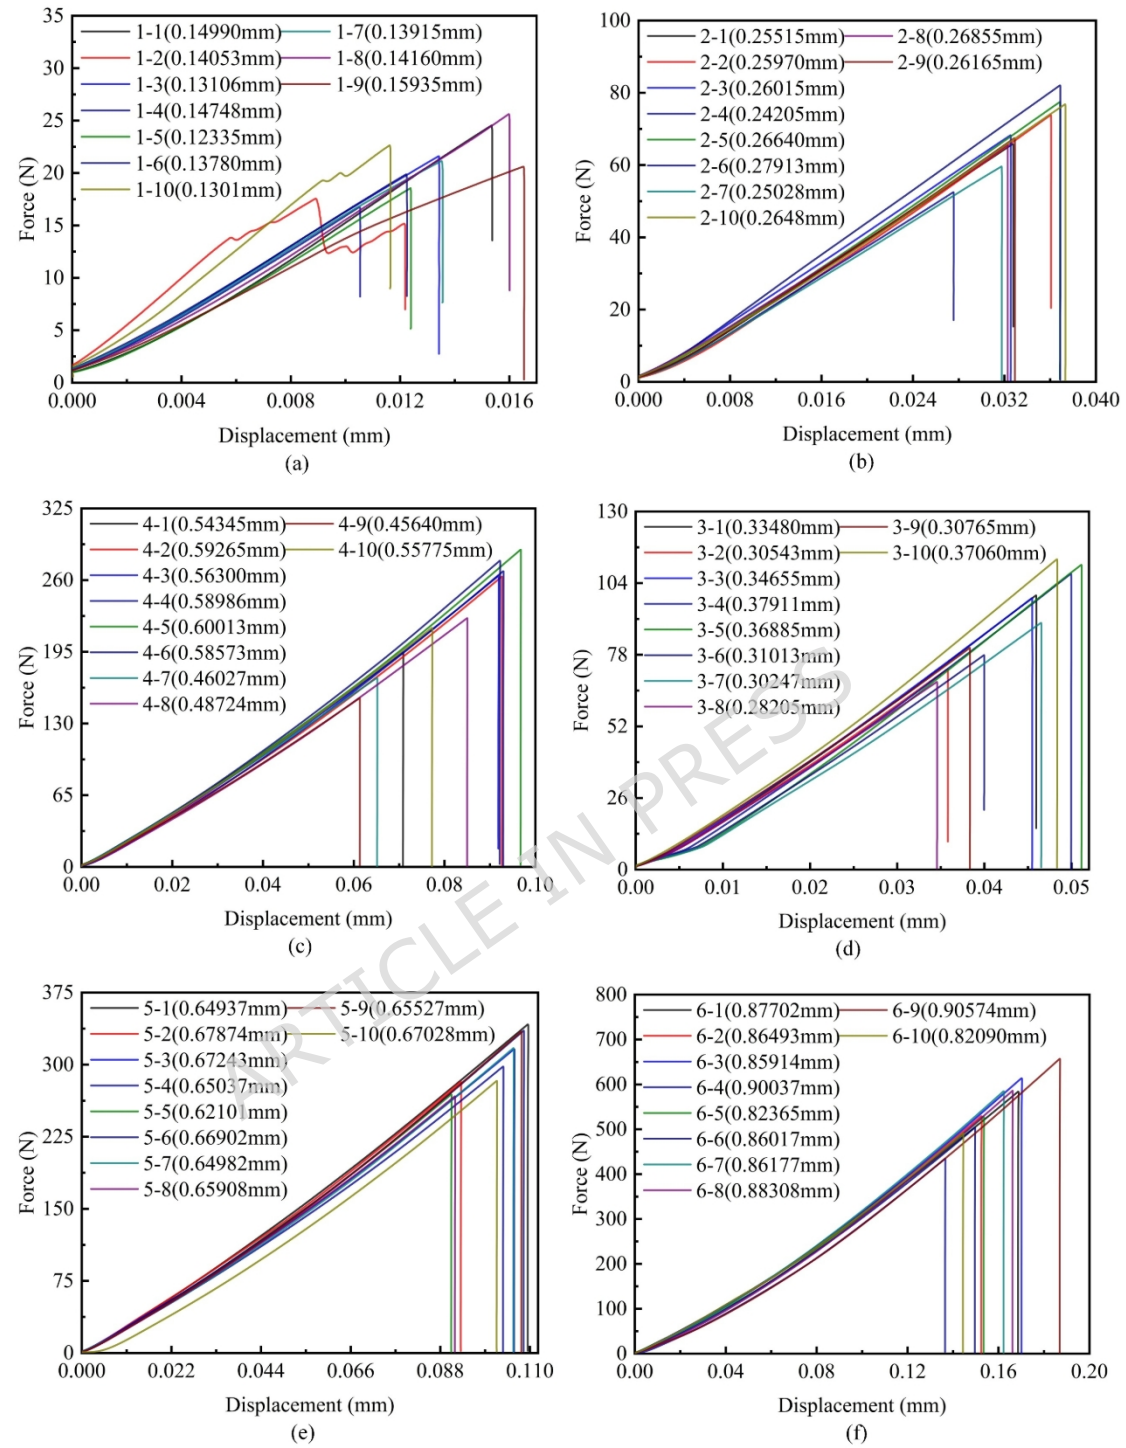 35
30
25
20
15
10
5
0
Force (N)
1-1(0.14990mm) 1-7(0.13915mm)
1-2(0.14053mm) 1-8(0.14160mm)
1-3(0.13106mm) 1-9(0.15935mm)
1-4(0.14748mm)
1-5(0.12335mm)
1-6(0.13780mm)
1-10(0.1301mm)
0.000 0.004 0.008 0.012 0.016
Displacement (mm)
(a)
100
80
60
40
20
0
Force (N)
2-1(0.25515mm) 2-8(0.26855mm)
2-2(0.25970mm) 2-9(0.26165mm)
2-3(0.26015mm)
2-4(0.24205mm)
2-5(0.26640mm)
2-6(0.27913mm)
2-7(0.25028mm)
2-10(0.2648mm)
0.000 0.008 0.016 0.024 0.032 0.040
Displacement (mm)
(b)
325
260
195
130
65
0
Force (N)
4-1(0.54345mm) 4-9(0.45640mm)
4-2(0.59265mm) 4-10(0.55775mm)
4-3(0.56300mm)
4-4(0.58986mm)
4-5(0.60013mm)
4-6(0.58573mm)
4-7(0.46027mm)
4-8(0.48724mm)
0.00 0.02 0.04 0.06 0.08 0.10
Displacement (mm)
(c)
130
104
78
52
26
0
Force (N)
3-1(0.33480mm) 3-9(0.30765mm)
3-2(0.30543mm) 3-10(0.37060mm)
3-3(0.34655mm)
3-4(0.37911mm)
3-5(0.36885mm)
3-6(0.31013mm)
3-7(0.30247mm)
3-8(0.28205mm)
0.00 0.01 0.02 0.03 0.04 0.05
Displacement (mm)
(d)
375
300
225
150
75
0
Force (N)
5-1(0.64937mm) 5-9(0.65527mm)
5-2(0.67874mm) 5-10(0.67028mm)
5-3(0.67243mm)
5-4(0.65037mm)
5-5(0.62101mm)
5-6(0.66902mm)
5-7(0.64982mm)
5-8(0.65908mm)
0.000 0.022 0.044 0.066 0.088 0.110
Displacement (mm)
(e)
800
700
600
500
400
300
200
100
0
Force (N)
6-1(0.87702mm) 6-9(0.90574mm)
6-2(0.86493mm) 6-10(0.82090mm)
6-3(0.85914mm)
6-4(0.90037mm)
6-5(0.82365mm)
6-6(0.86017mm)
6-7(0.86177mm)
6-8(0.88308mm)
0.00 0.04 0.08 0.12 0.16 0.20
Displacement (mm)
(f)
ARTICLE IN PRESS